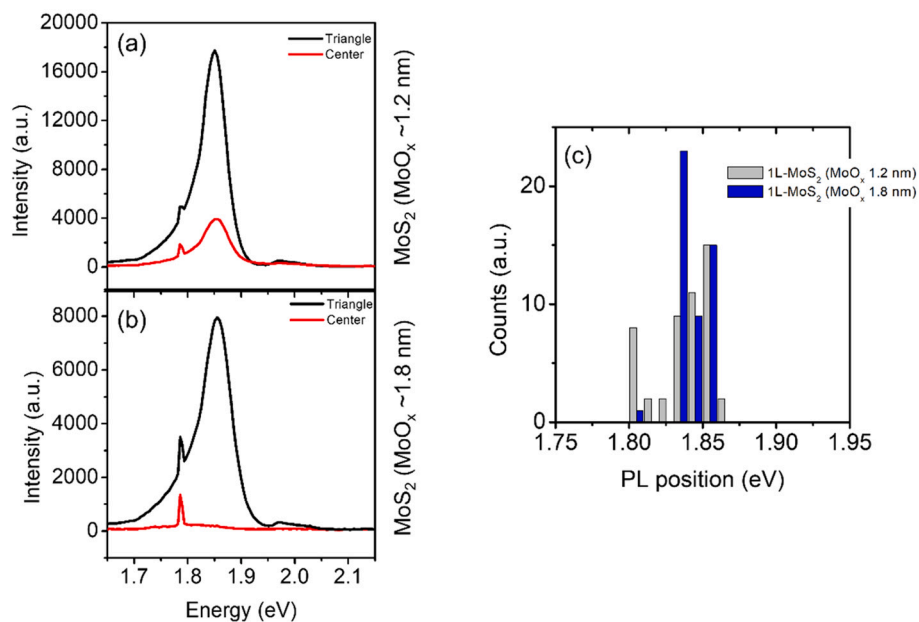 20000
16000
12000
8000
4000
0
Intensity (a.u.)
(a)
Triangle
Center
MoS₂ (MoOₓ ~1.2 nm)
8000
6000
4000
2000
0
Intensity (a.u.)
(b)
Triangle
Center
MoS₂ (MoOₓ ~1.8 nm)
1.7 1.8 1.9 2.0 2.1
Energy (eV)
(c)
1L-MoS₂ (MoOₓ 1.2 nm)
1L-MoS₂ (MoOₓ 1.8 nm)
20
10
0
Counts (a.u.)
1.75 1.80 1.85 1.90 1.95
PL position (eV)